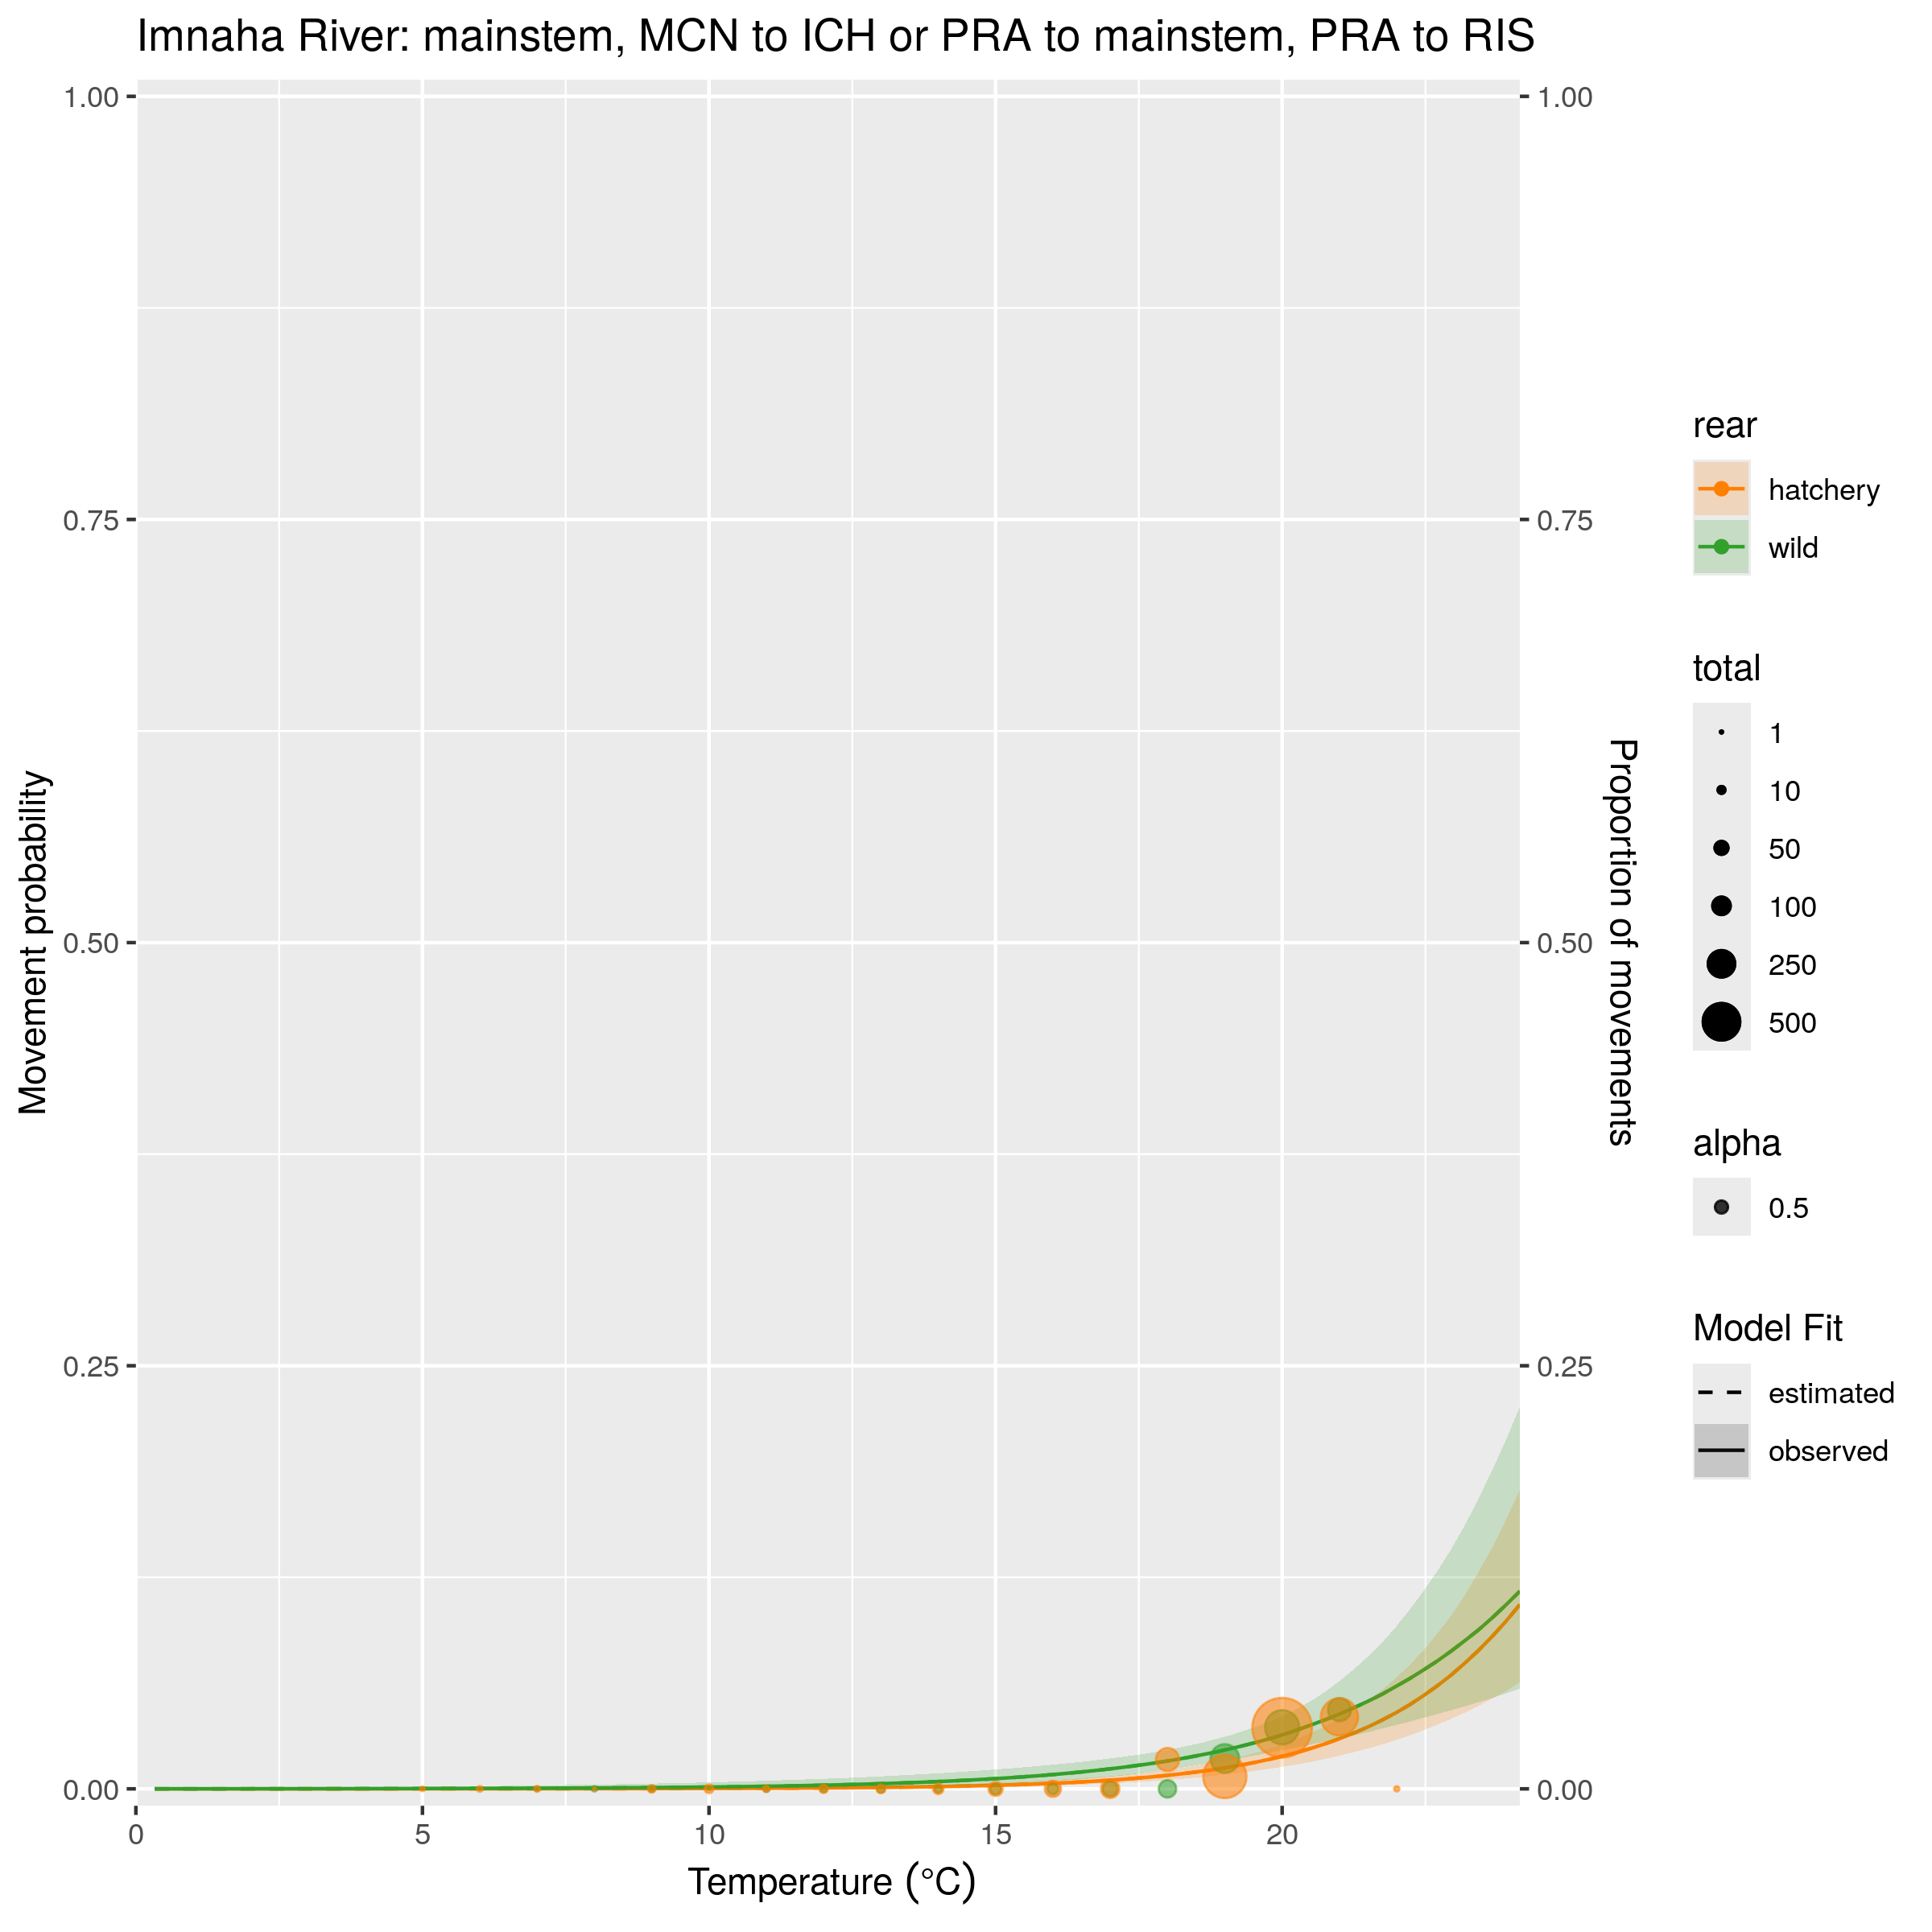 Imnaha River: mainstem, MCN to ICH or PRA to mainstem, PRA to RIS
Movement probability
1.00
0.75
0.50
0.25
0.00
0
5
10
15
20
Temperature (°C)
1.00
0.75
0.50
0.25
0.00
Proportion of movements
rear
hatchery
wild
total
1
10
50
100
250
500
alpha
0.5
Model Fit
estimated
observed